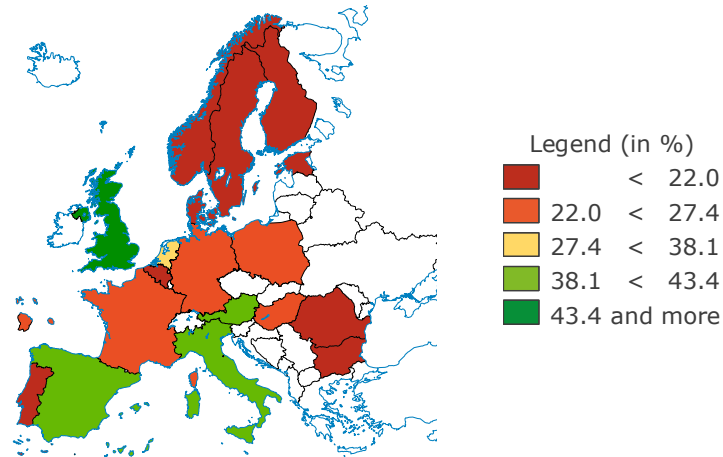 Legend (in %)
< 22.0
22.0 < 27.4
27.4 < 38.1
38.1 < 43.4
43.4 and more